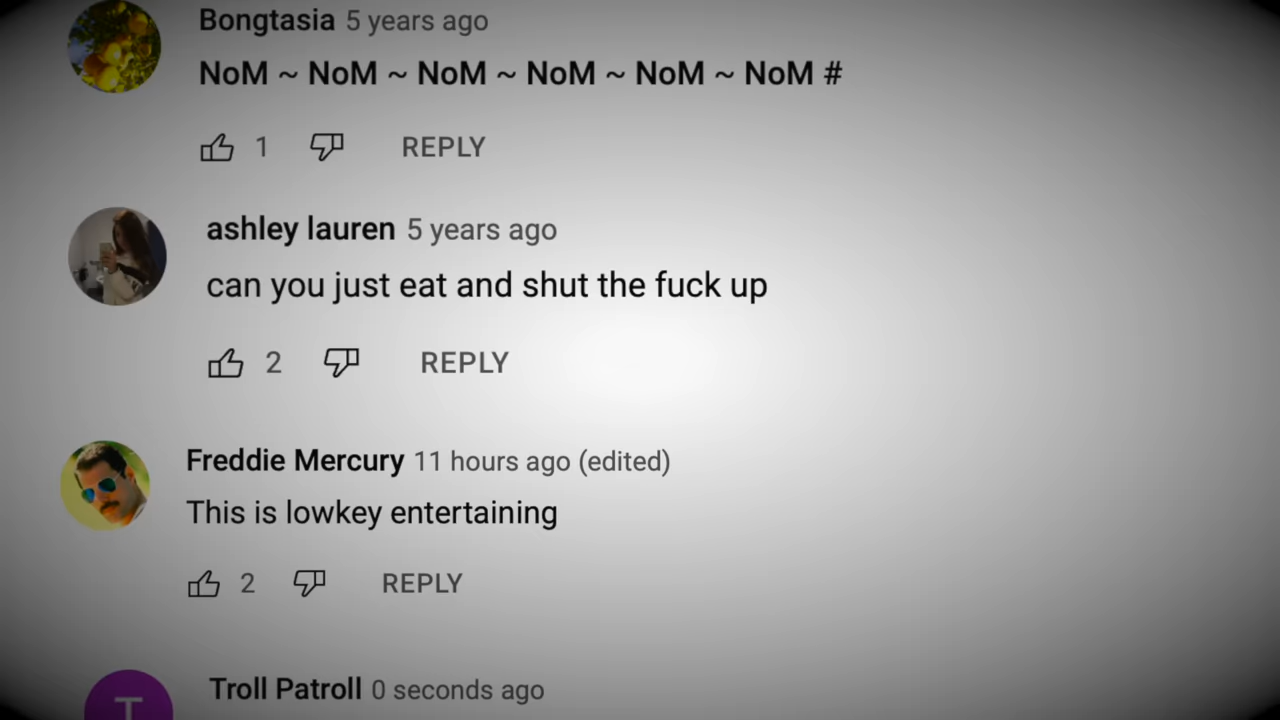 Bongtasia 5 years ago
NoM ~ NoM ~ NoM ~ NoM ~ NoM ~ NoM #
1 REPLY
ashley lauren 5 years ago
can you just eat and shut the fuck up
2 REPLY
Freddie Mercury 11 hours ago (edited)
This is lowkey entertaining
2 REPLY
T
Troll Patroll 0 seconds ago